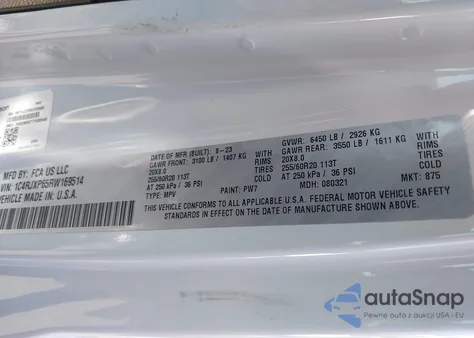 MFD BY: FCA US LLC
VIN: 1C4RJXP65RW169514
VEHICLE MADE IN U.S.A.
DATE OF MFR (BUILT): 8-23
GAWR FRONT: 3100 LB / 1407 KG
20X8.0
255/60R20 113T
AT 250 kPa / 36 PSI
TYPE: MPV
WITH
RIMS
TIRES
COLD
PAINT: PW7
GVWR: 6450 LB / 2926 KG
GAWR REAR: 3550 LB / 1611 KG
20X8.0
255/60R20 113T
AT 250 kPa / 36 PSI
MDH: 080321
WITH
RIMS
TIRES
COLD
MKT: 875
THIS VEHICLE CONFORMS TO ALL APPLICABLE U.S.A. FEDERAL MOTOR VEHICLE SAFETY
STANDARDS IN EFFECT ON THE DATE OF MANUFACTURE SHOWN ABOVE.
autoSnap
Pewne auto z aukcji USA i EU